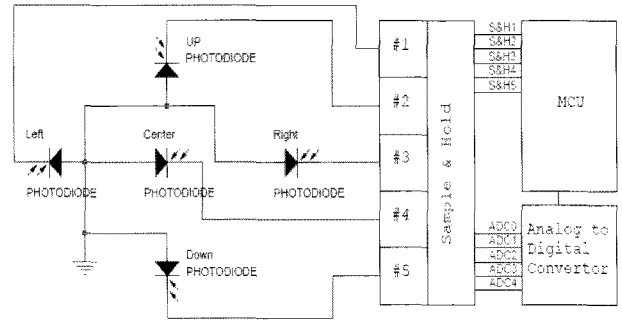 UP
PHOTODIODE
Left
PHOTODIODE
Center
PHOTODIODE
Right
PHOTODIODE
Down
PHOTODIODE
#1
#2
#3
#4
#5
Sample & Hold
S&H1
S&H2
S&H3
S&H4
S&H5
MCU
ADC0
ADC1
ADC2
ADC3
ADC4
Analog to
Digital
Convertor